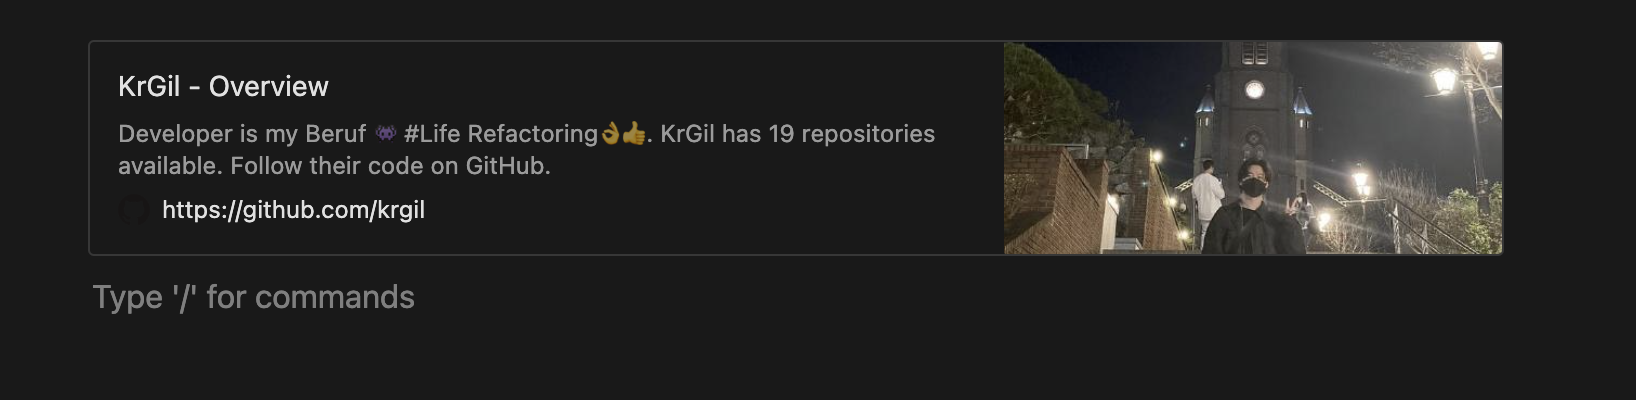 KrGil - Overview
Developer is my Beruf 👾 #Life Refactoring👌👍. KrGil has 19 repositories
available. Follow their code on GitHub.
https://github.com/krgil
Type '/' for commands